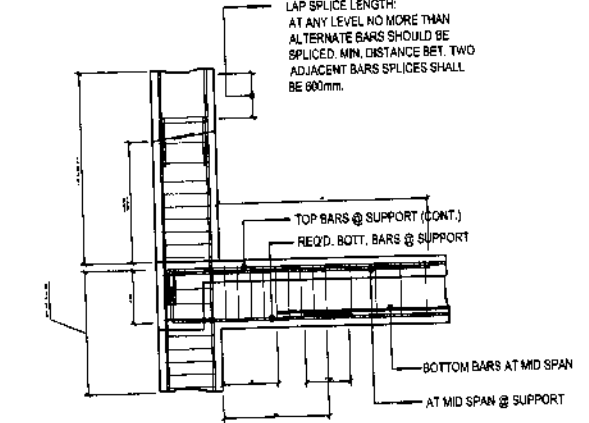 LAP SPLICE LENGTH:
AT ANY LEVEL NO MORE THAN
ALTERNATE BARS SHOULD BE
SPLICED. MIN. DISTANCE BET. TWO
ADJACENT BARS SPLICES SHALL
BE 600mm.
TOP BARS @ SUPPORT (CONT.)
REQ'D. BOTT. BARS @ SUPPORT
BOTTOM BARS AT MID SPAN
AT MID SPAN @ SUPPORT